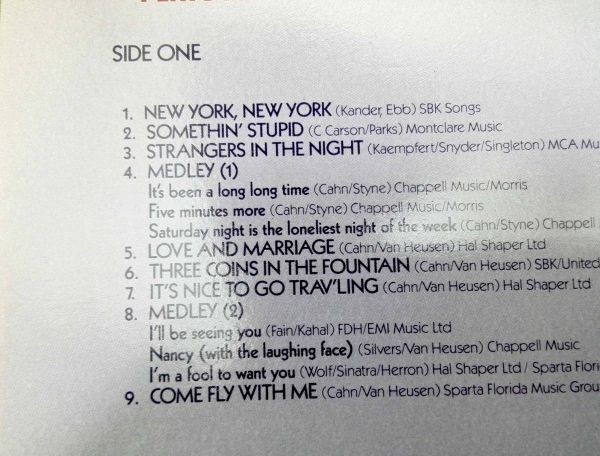 SIDE ONE
1. NEW YORK, NEW YORK (Kander, Ebb) SBK Songs
2. SOMETHIN' STUPID (C Carson/Parks) Montclare Music
3. STRANGERS IN THE NIGHT (Kaempfert/Snyder/Singleton) MCA Mu
4. MEDLEY (1)
It's been a long long time (Cahn/Styne) Chappell Music/Morris
Five minutes more (Cahn/Styne) Chappell Music/Morris
Saturday night is the loneliest night of the week (Cahn/Styne) Chappell
5. LOVE AND MARRIAGE (Cahn/Van Heusen) Hal Shaper Ltd
6. THREE COINS IN THE FOUNTAIN (Cahn/Van Heusen) SBK/United
7. IT'S NICE TO GO TRAV'LING (Cahn/Van Heusen) Hal Shaper Ltd
8. MEDLEY (2)
I'll be seeing you (Fain/Kahal) FDH/EMI Music Ltd
Nancy (with the laughing face) (Silvers/Van Heusen) Chappell Music
I'm a fool to want you (Wolf/Sinatra/Herron) Hal Shaper Ltd / Sparta Flori
9. COME FLY WITH ME (Cahn/Van Heusen) Sparta Florida Music Grou